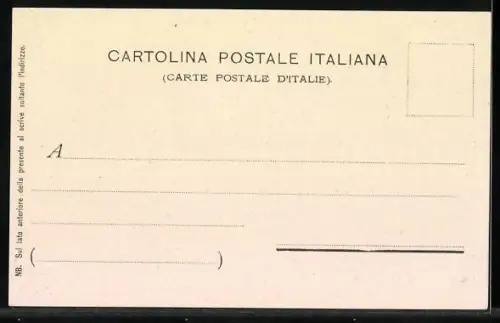 CARTOLINA POSTALE ITALIANA
(CARTE POSTALE D'ITALIE).
A
( )
NB. Sul lato anteriore della presente si scrive soltanto l'indirizzo.